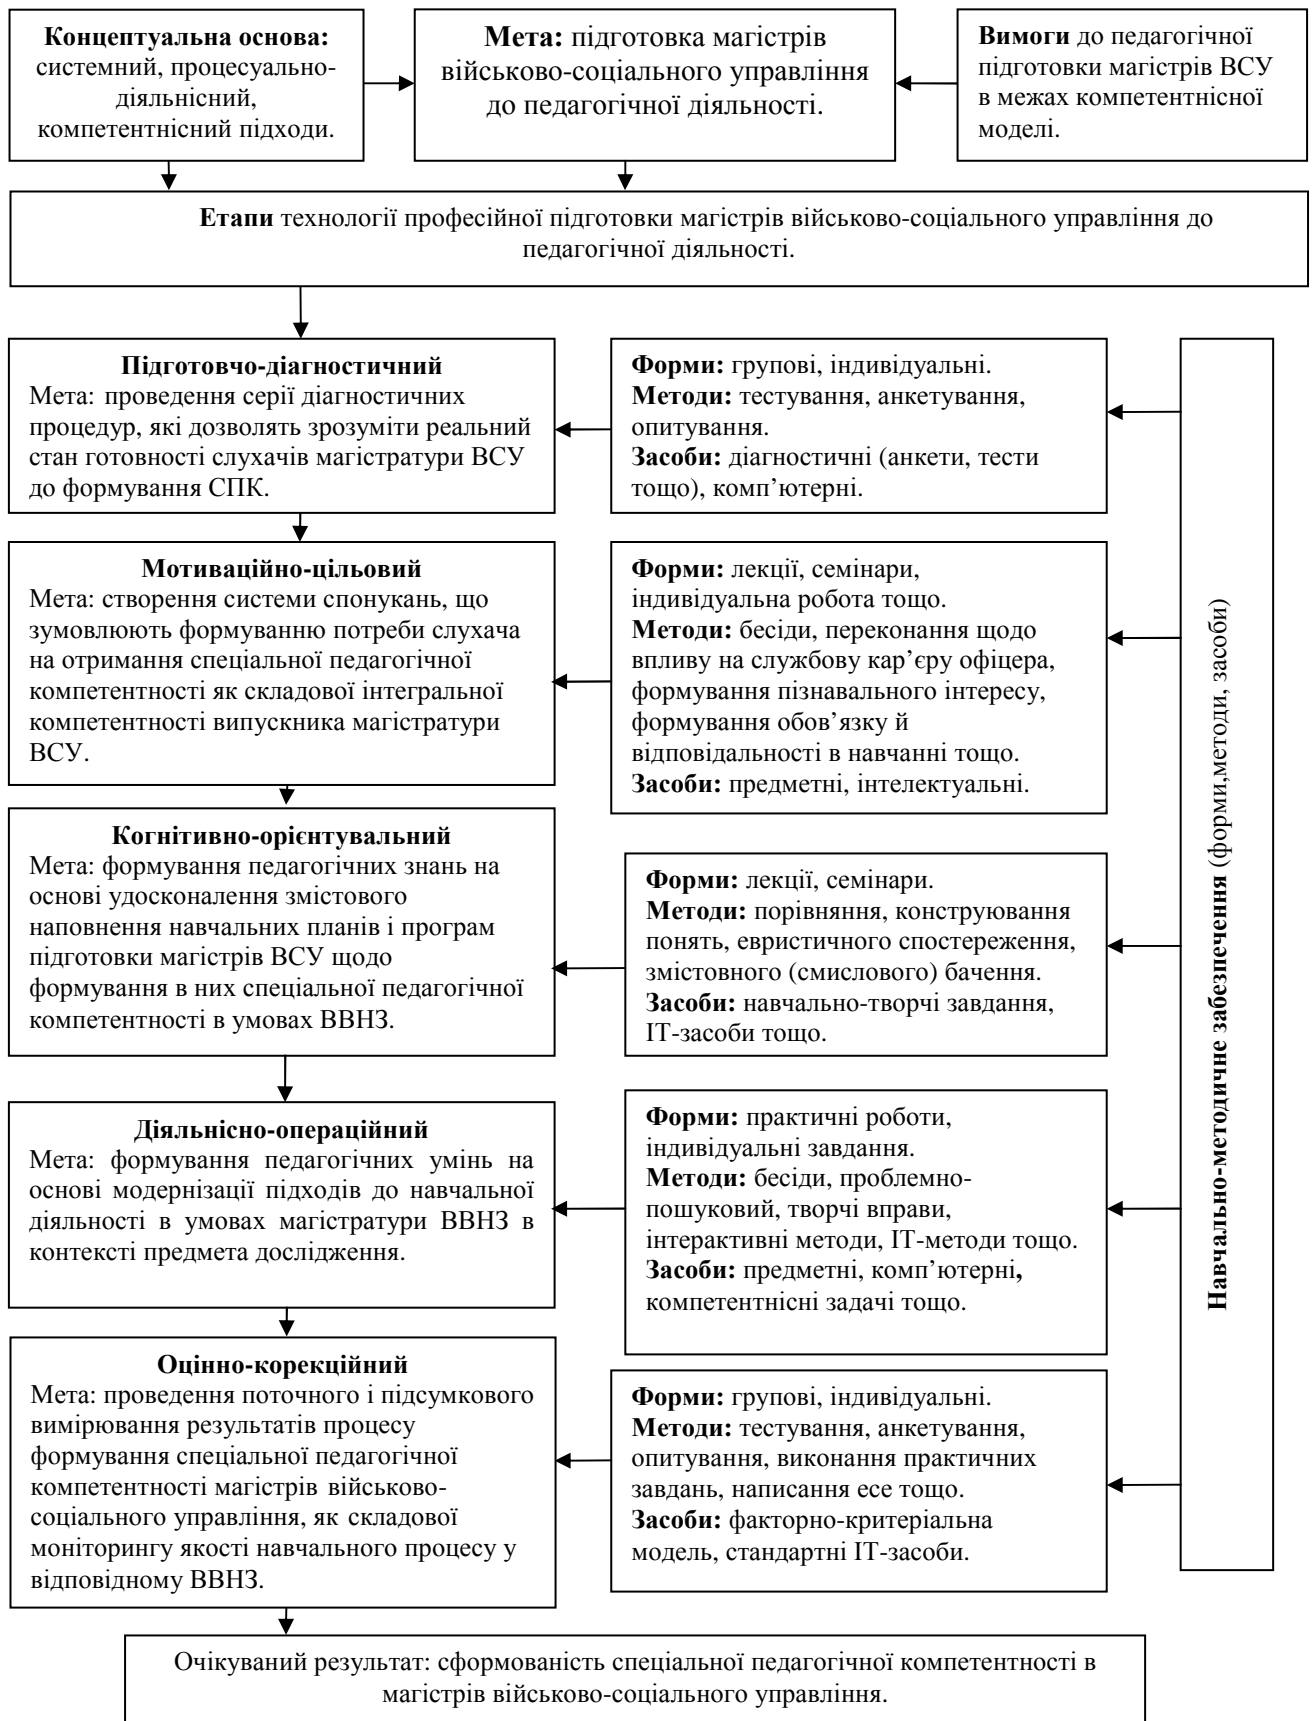 Концептуальна основа:
системний, процесуально-
діяльнісний,
компетентнісний підходи.
Мета: підготовка магістрів
військово-соціального управління
до педагогічної діяльності.
Вимоги до педагогічної
підготовки магістрів ВСУ
в межах компетентнісної
моделі.
Етапи технології професійної підготовки магістрів військово-соціального управління до
педагогічної діяльності.
Підготовчо-діагностичний
Мета: проведення серії діагностичних
процедур, які дозволять зрозуміти реальний
стан готовності слухачів магістратури ВСУ
до формування СПК.
Форми: групові, індивідуальні.
Методи: тестування, анкетування,
опитування.
Засоби: діагностичні (анкети, тести
тощо), комп’ютерні.
Мотиваційно-цільовий
Мета: створення системи спонукань, що
зумовлюють формуванню потреби слухача
на отримання спеціальної педагогічної
компетентності як складової інтегральної
компетентності випускника магістратури
ВСУ.
Форми: лекції, семінари,
індивідуальна робота тощо.
Методи: бесіди, переконання щодо
впливу на службову кар’єру офіцера,
формування пізнавального інтересу,
формування обов’язку й
відповідальності в навчанні тощо.
Засоби: предметні, інтелектуальні.
Когнітивно-орієнтувальний
Мета: формування педагогічних знань на
основі удосконалення змістового
наповнення навчальних планів і програм
підготовки магістрів ВСУ щодо
формування в них спеціальної педагогічної
компетентності в умовах ВВНЗ.
Форми: лекції, семінари.
Методи: порівняння, конструювання
понять, евристичного спостереження,
змістовного (смислового) бачення.
Засоби: навчально-творчі завдання,
ІТ-засоби тощо.
Діяльнісно-операційний
Мета: формування педагогічних умінь на
основі модернізації підходів до навчальної
діяльності в умовах магістратури ВВНЗ в
контексті предмета дослідження.
Форми: практичні роботи,
індивідуальні завдання.
Методи: бесіди, проблемно-
пошуковий, творчі вправи,
інтерактивні методи, ІТ-методи тощо.
Засоби: предметні, комп’ютерні,
компетентнісні задачі тощо.
Оцінно-корекційний
Мета: проведення поточного і підсумкового
вимірювання результатів процесу
формування спеціальної педагогічної
компетентності магістрів військово-
соціального управління, як складової
моніторингу якості навчального процесу у
відповідному ВВНЗ.
Форми: групові, індивідуальні.
Методи: тестування, анкетування,
опитування, виконання практичних
завдань, написання есе тощо.
Засоби: факторно-критеріальна
модель, стандартні ІТ-засоби.
Навчально-методичне забезпечення (форми,методи, засоби)
Очікуваний результат: сформованість спеціальної педагогічної компетентності в
магістрів військово-соціального управління.